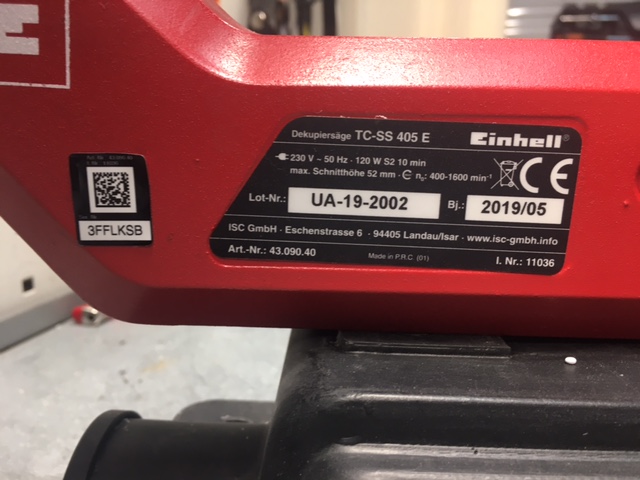 E
3FFLKSB
Dekupiersäge TC-SS 405 E
Einhell®
230 V ~ 50 Hz · 120 W S2 10 min
max. Schnitthöhe 52 mm · n₀: 400-1600 min⁻¹
CE
Lot-Nr.: UA-19-2002 Bj.: 2019/05
ISC GmbH · Eschenstrasse 6 · 94405 Landau/Isar · www.isc-gmbh.info
Art.-Nr.: 43.090.40 Made in P.R.C. (01) I. Nr.: 11036